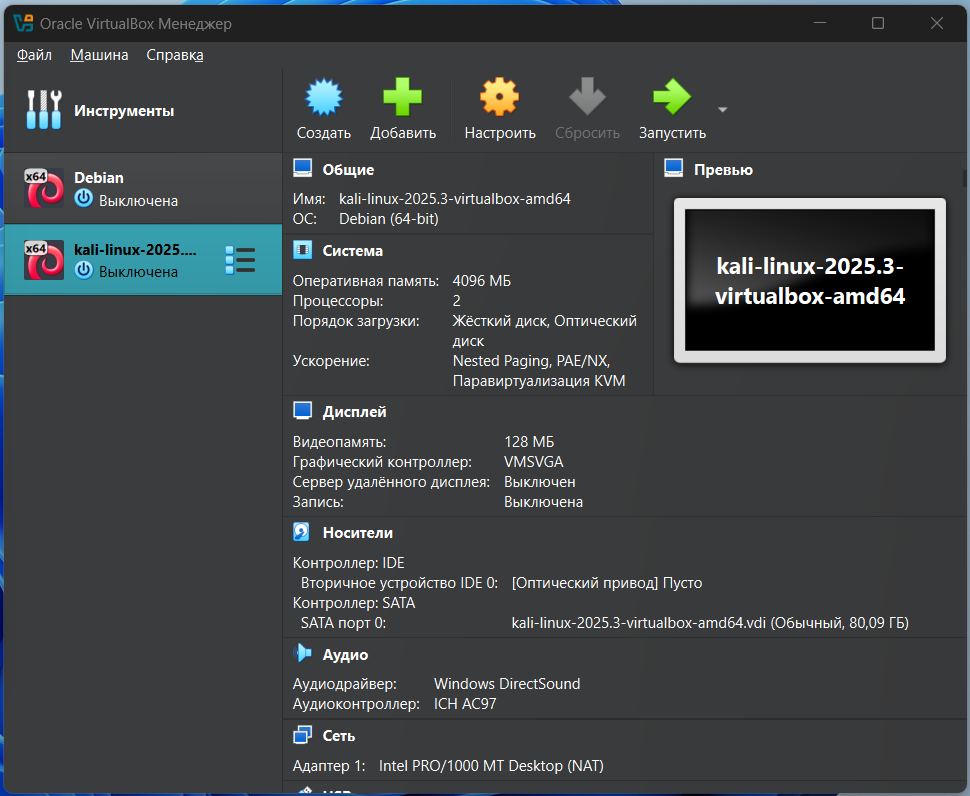 Oracle VirtualBox Менеджер
Файл Машина Справка
Инструменты
Создать Добавить Настроить Сбросить Запустить
x64 Debian
Выключена
x64 kali-linux-2025....
Выключена
Общие
Имя: kali-linux-2025.3-virtualbox-amd64
ОС: Debian (64-bit)
Система
Оперативная память: 4096 МБ
Процессоры: 2
Порядок загрузки: Жёсткий диск, Оптический
диск
Ускорение: Nested Paging, PAE/NX,
Паравиртуализация KVM
Превью
kali-linux-2025.3-
virtualbox-amd64
Дисплей
Видеопамять: 128 МБ
Графический контроллер: VMSVGA
Сервер удалённого дисплея: Выключен
Запись: Выключена
Носители
Контроллер: IDE
Вторичное устройство IDE 0: [Оптический привод] Пусто
Контроллер: SATA
SATA порт 0: kali-linux-2025.3-virtualbox-amd64.vdi (Обычный, 80,09 ГБ)
Аудио
Аудиодрайвер: Windows DirectSound
Аудиоконтроллер: ICH AC97
Сеть
Адаптер 1: Intel PRO/1000 MT Desktop (NAT)